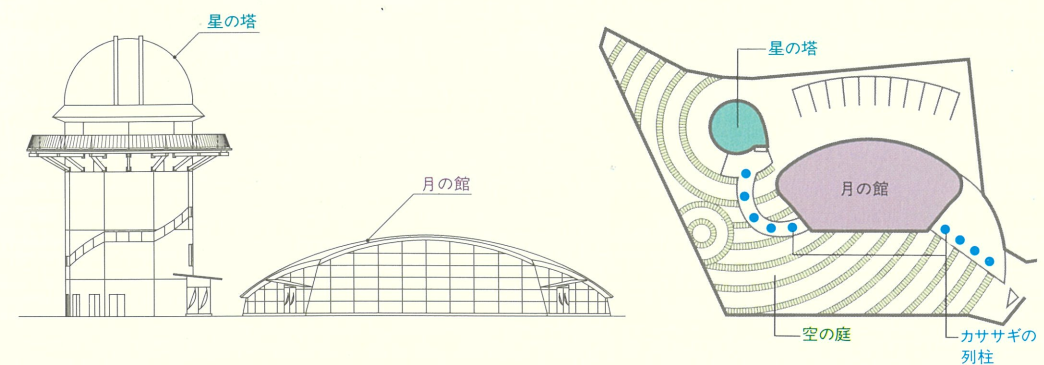 星の塔
月の館
星の塔
月の館
空の庭
カササギの
列柱